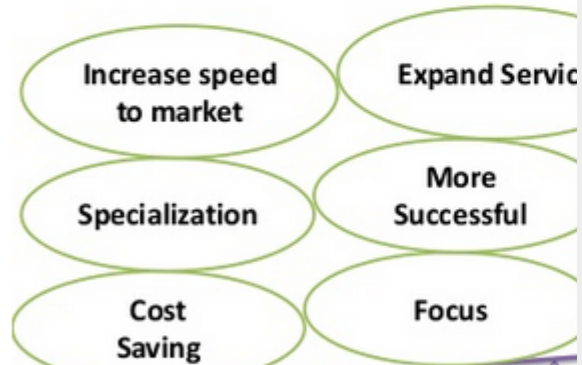 Increase speed
to market
Expand Servic
Specialization
More
Successful
Cost
Saving
Focus